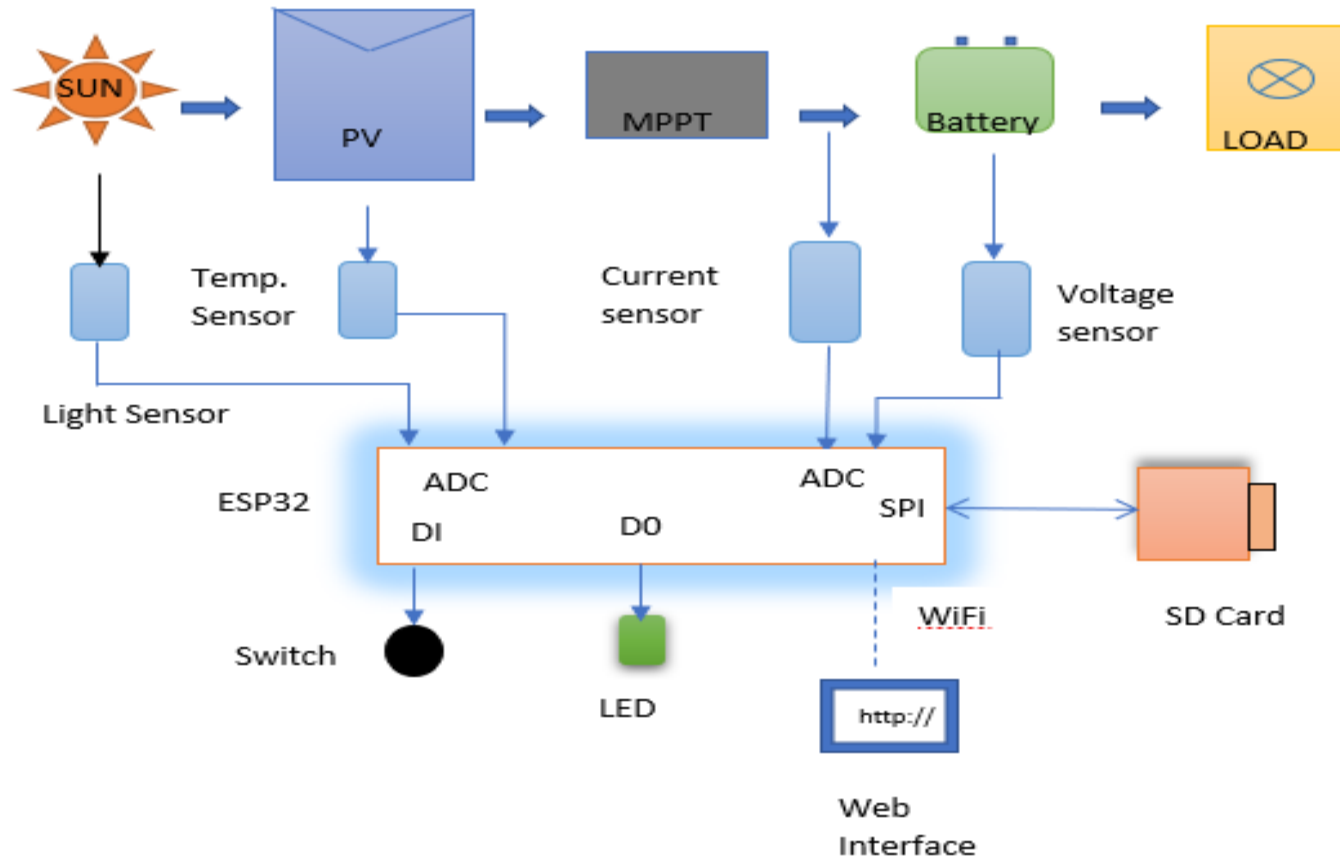 SUN
PV
MPPT
Battery
LOAD
Temp.
Sensor
Current
sensor
Voltage
sensor
Light Sensor
ESP32
ADC
ADC
SPI
DI
D0
WiFi
SD Card
Switch
LED
http://
Web
Interface